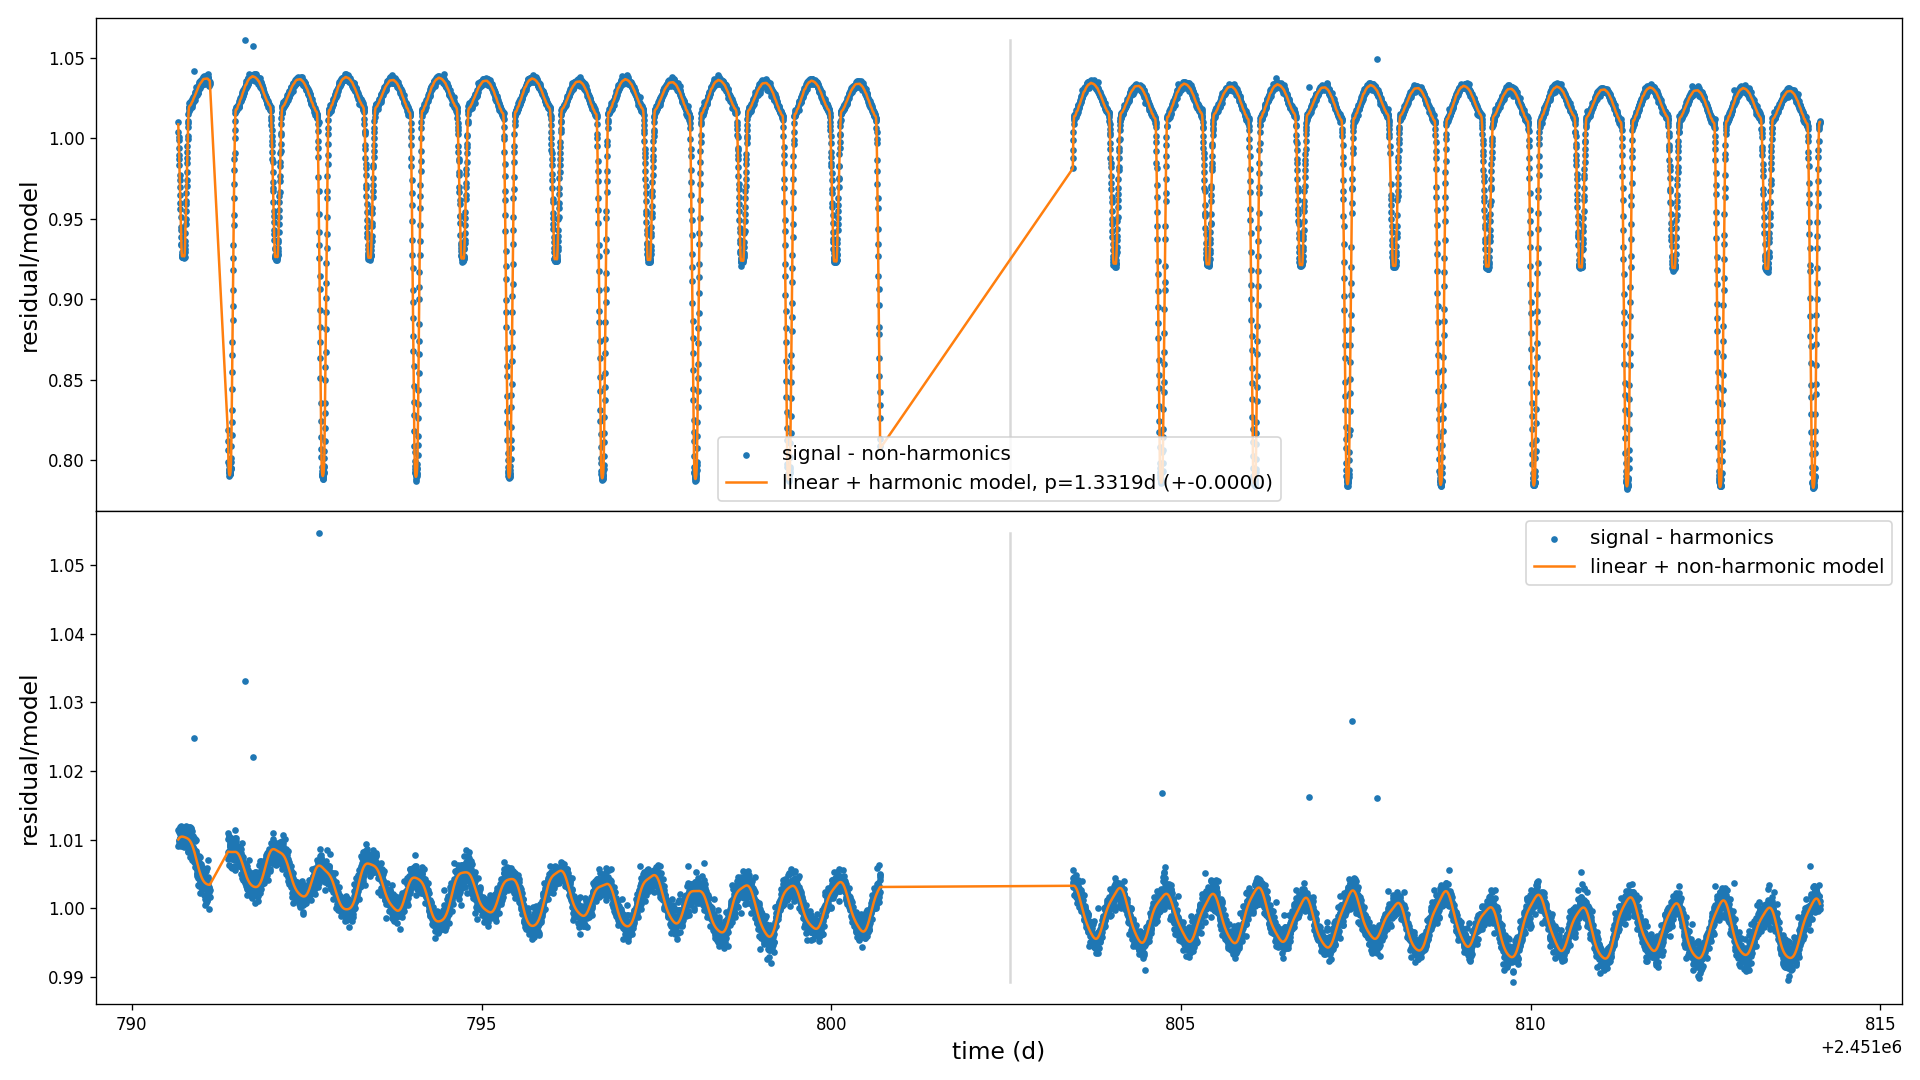 1.05
1.00
0.95
0.90
0.85
0.80
residual/model
signal - non-harmonics
linear + harmonic model, p=1.3319d (+-0.0000)
1.05
1.04
1.03
1.02
1.01
1.00
0.99
residual/model
signal - harmonics
linear + non-harmonic model
790 795 800 805 810 815
time (d)
+2.451e6